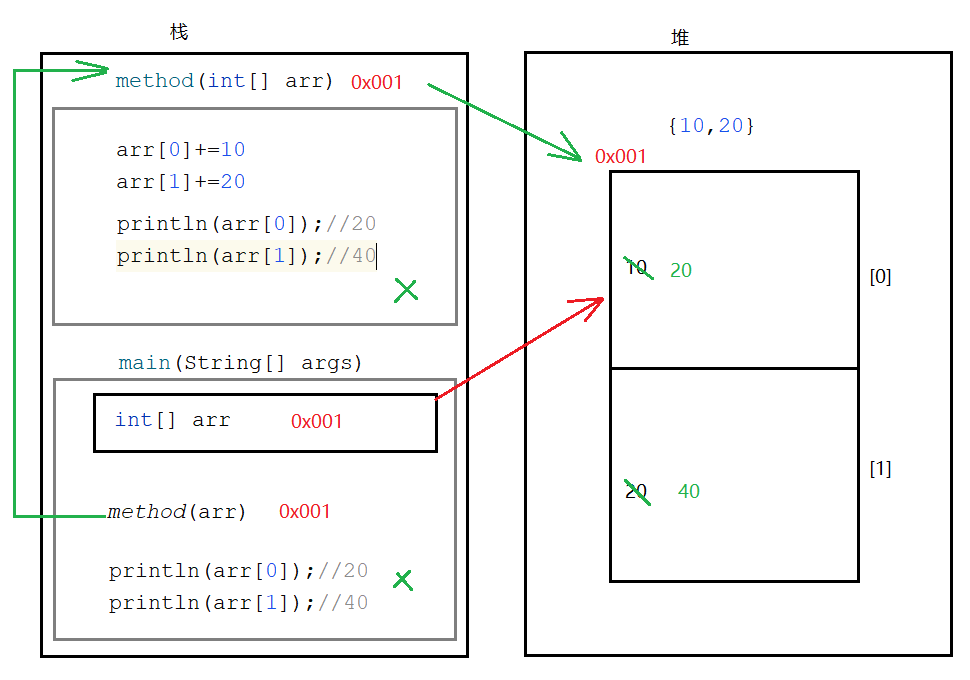 栈
method(int[] arr) 0x001
arr[0]+=10
arr[1]+=20
println(arr[0]);//20
println(arr[1]);//40
main(String[] args)
int[] arr 0x001
method(arr) 0x001
println(arr[0]);//20
println(arr[1]);//40
堆
{10,20}
0x001
10 20
[0]
20 40
[1]